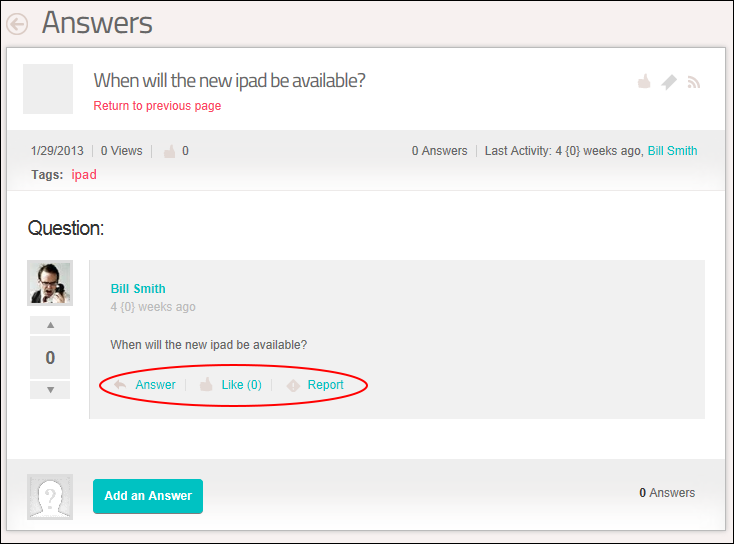 Answers
When will the new ipad be available?
Return to previous page
1/29/2013 0 Views 0 0 Answers Last Activity: 4 {0} weeks ago, Bill Smith
Tags: ipad
Question:
Bill Smith
4 {0} weeks ago
0
When will the new ipad be available?
Answer Like (0) Report
Add an Answer 0 Answers